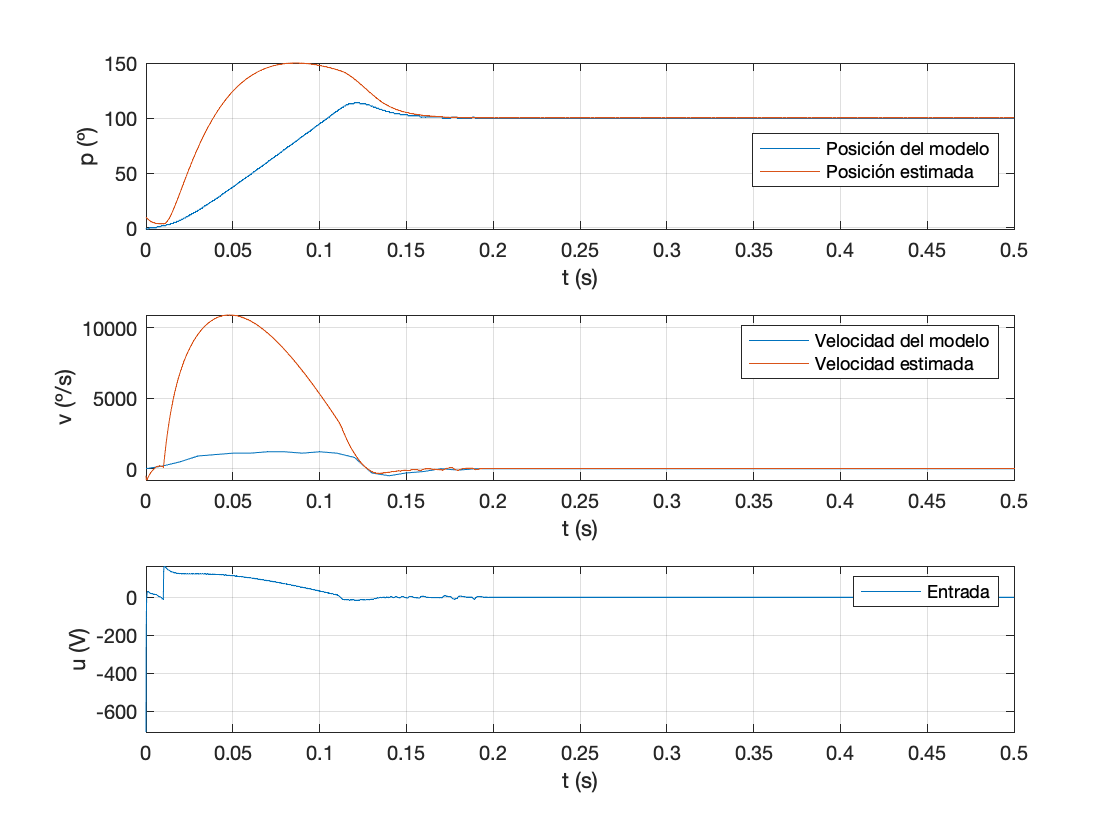 150
100
50
0
p (º)
0 0.05 0.1 0.15 0.2 0.25 0.3 0.35 0.4 0.45 0.5
t (s)
Posición del modelo
Posición estimada
10000
5000
0
v (º/s)
0 0.05 0.1 0.15 0.2 0.25 0.3 0.35 0.4 0.45 0.5
t (s)
Velocidad del modelo
Velocidad estimada
0
-200
-400
-600
u (V)
0 0.05 0.1 0.15 0.2 0.25 0.3 0.35 0.4 0.45 0.5
t (s)
Entrada